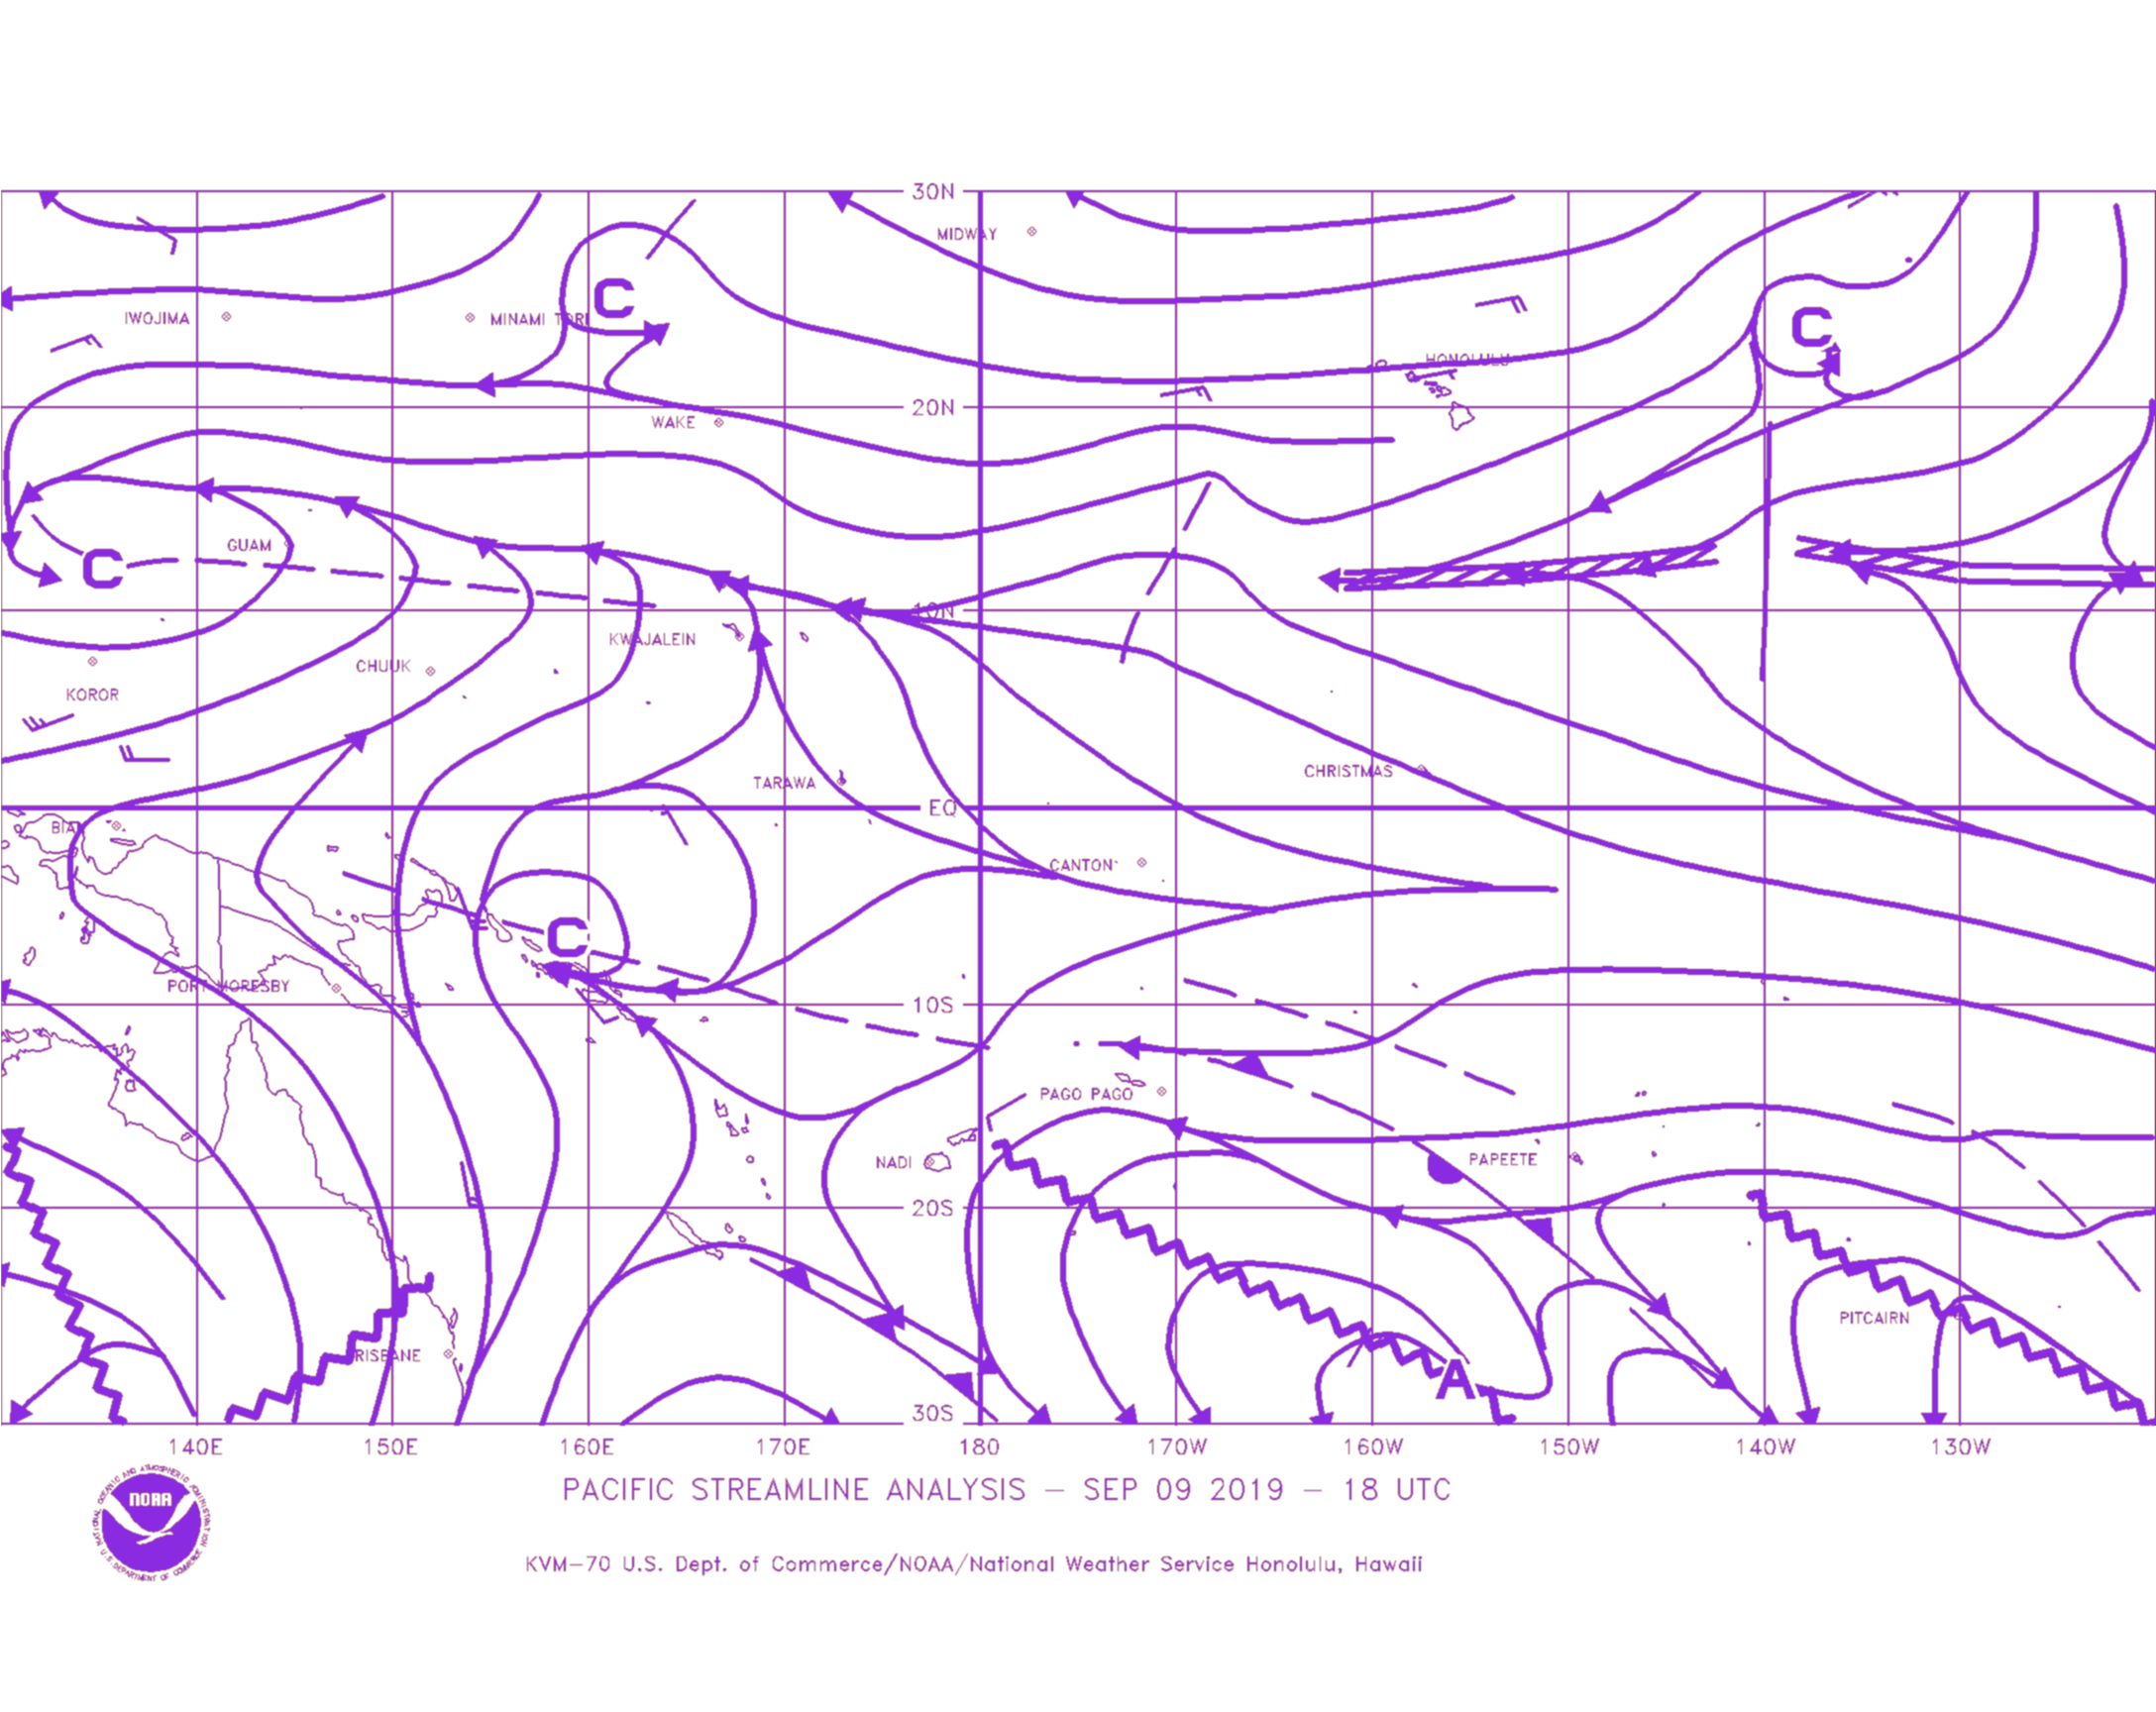 30N
MIDWAY
C
IWOJIMA
MINAMI TORI
C
HONOLULU
20N
WAKE
GUAM
C
10N
KWAJALEIN
CHUUK
KOROR
TARAWA
CHRISTMAS
EQ
BIAK
CANTON
C
PORT MORESBY
10S
PAGO PAGO
NADI
PAPEETE
20S
PITCAIRN
BRISBANE
A
30S
140E 150E 160E 170E 180 170W 160W 150W 140W 130W
PACIFIC STREAMLINE ANALYSIS – SEP 09 2019 – 18 UTC
NOAA
NATIONAL OCEANIC AND ATMOSPHERIC ADMINISTRATION
U.S. DEPARTMENT OF COMMERCE
KVM–70 U.S. Dept. of Commerce/NOAA/National Weather Service Honolulu, Hawaii